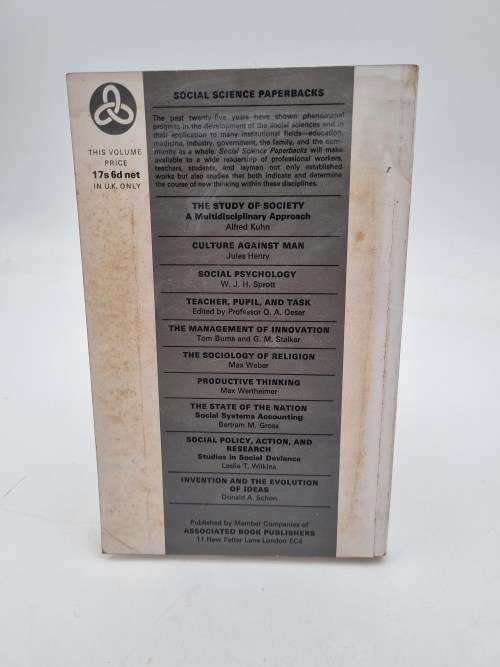 SOCIAL SCIENCE PAPERBACKS
The past twenty-five years have shown phenomenal
progress in the development of the social sciences and in
their application to many institutional fields—education,
medicine, industry, government, the family, and the com-
munity as a whole. Social Science Paperbacks will make
available to a wide readership of professional workers,
teachers, students, and laymen not only established
works but also studies that both indicate and determine
the course of new thinking within these disciplines.
THIS VOLUME
PRICE
17s 6d net
IN U.K. ONLY
THE STUDY OF SOCIETY
A Multidisciplinary Approach
Alfred Kuhn
CULTURE AGAINST MAN
Jules Henry
SOCIAL PSYCHOLOGY
W. J. H. Sprott
TEACHER, PUPIL, AND TASK
Edited by Professor O. A. Oeser
THE MANAGEMENT OF INNOVATION
Tom Burns and G. M. Stalker
THE SOCIOLOGY OF RELIGION
Max Weber
PRODUCTIVE THINKING
Max Wertheimer
THE STATE OF THE NATION
Social Systems Accounting
Bertram M. Gross
SOCIAL POLICY, ACTION, AND
RESEARCH
Studies in Social Deviance
Leslie T. Wilkins
INVENTION AND THE EVOLUTION
OF IDEAS
Donald A. Schon
Published by Member Companies of
ASSOCIATED BOOK PUBLISHERS
11 New Fetter Lane London EC4